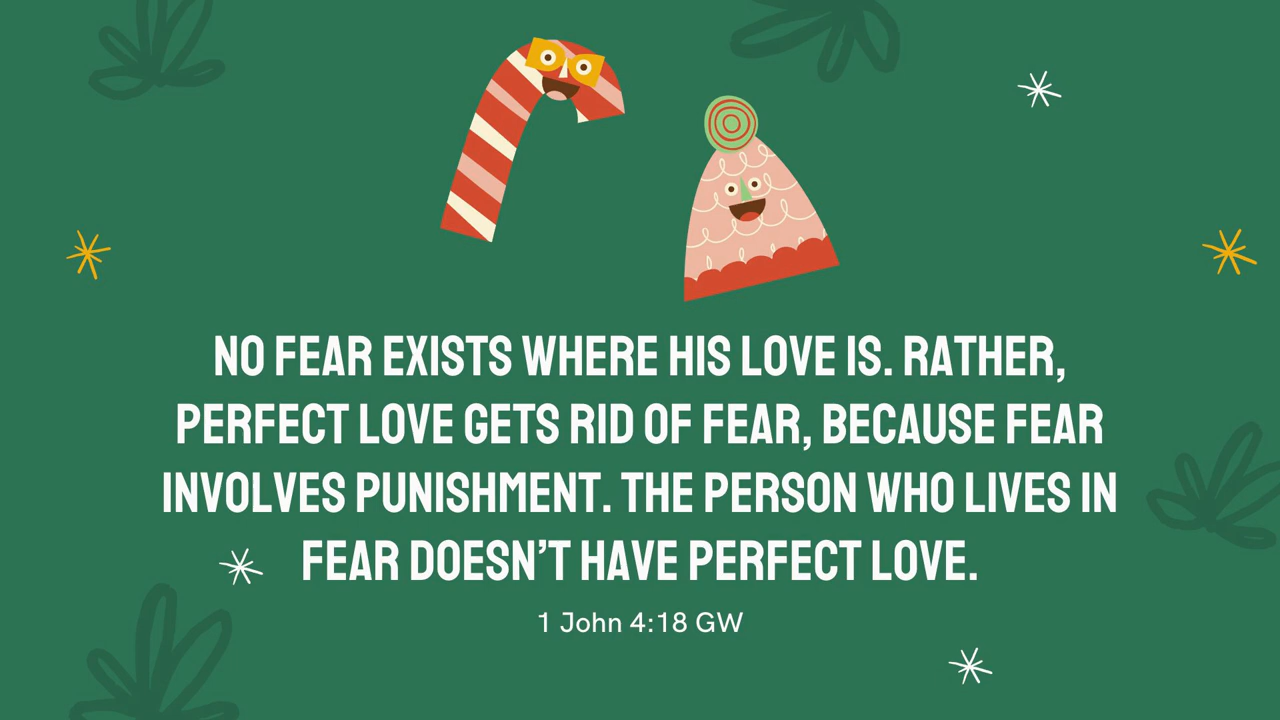 NO FEAR EXISTS WHERE HIS LOVE IS. RATHER,
PERFECT LOVE GETS RID OF FEAR, BECAUSE FEAR
INVOLVES PUNISHMENT. THE PERSON WHO LIVES IN
FEAR DOESN’T HAVE PERFECT LOVE.
1 John 4:18 GW